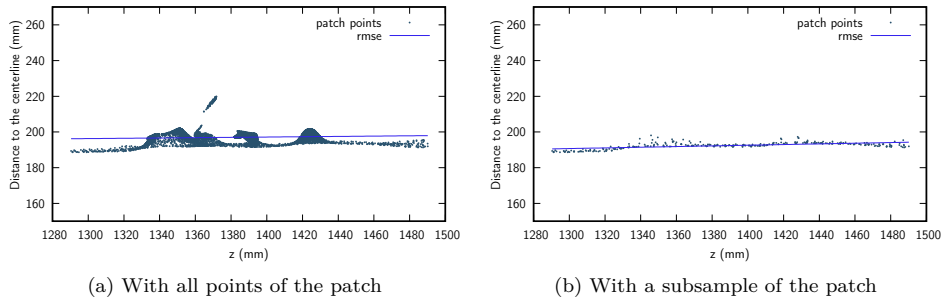 260
240
220
200
180
160
Distance to the centerline (mm)
patch points
rmse
1280 1300 1320 1340 1360 1380 1400 1420 1440 1460 1480 1500
z (mm)
(a) With all points of the patch
260
240
220
200
180
160
Distance to the centerline (mm)
patch points
rmse
1280 1300 1320 1340 1360 1380 1400 1420 1440 1460 1480 1500
z (mm)
(b) With a subsample of the patch